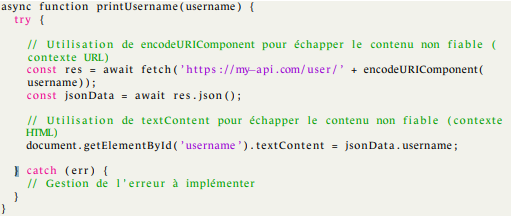 async function printUsername(username) {
  try {

    // Utilisation de encodeURIComponent pour échapper le contenu non fiable (
    contexte URL)
    const res = await fetch('https://my-api.com/user/' + encodeURIComponent(
    username));
    const jsonData = await res.json();

    // Utilisation de textContent pour échapper le contenu non fiable (contexte
    HTML)
    document.getElementById('username').textContent = jsonData.username;

  } catch (err) {
    // Gestion de l'erreur à implémenter
  }
}